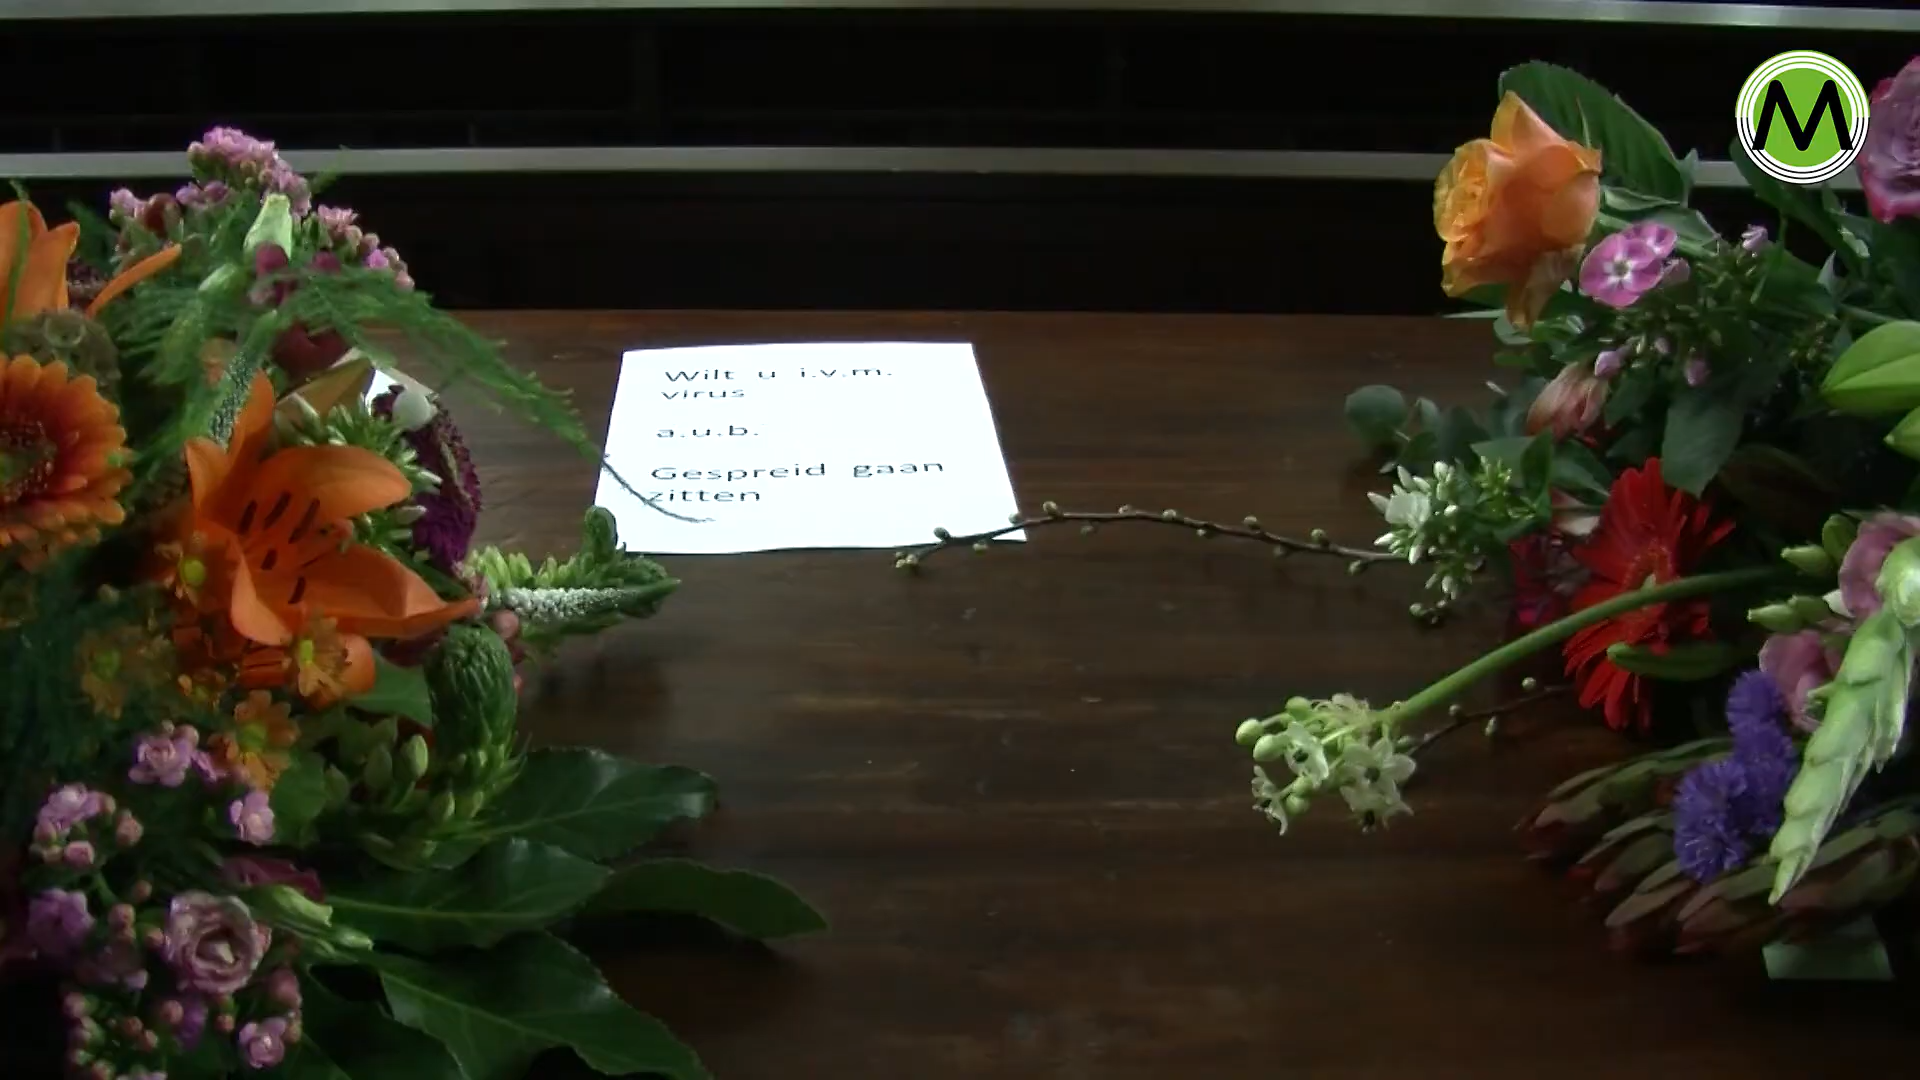 M
Wilt u i.v.m.
virus
a.u.b.
Gespreid gaan
zitten